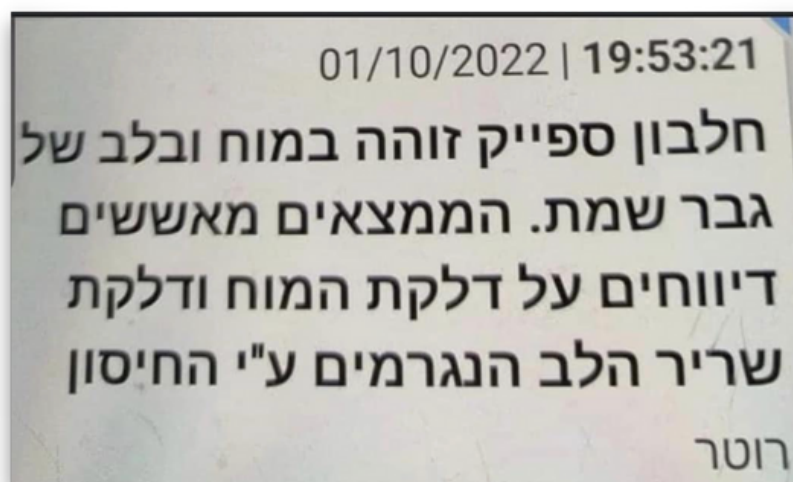 01/10/2022 | 19:53:21
חלבון ספייק זוהה במוח ובלב של
גבר שמת. הממצאים מאששים
דיווחים על דלקת המוח ודלקת
שריר הלב הנגרמים ע"י החיסון
רוטר